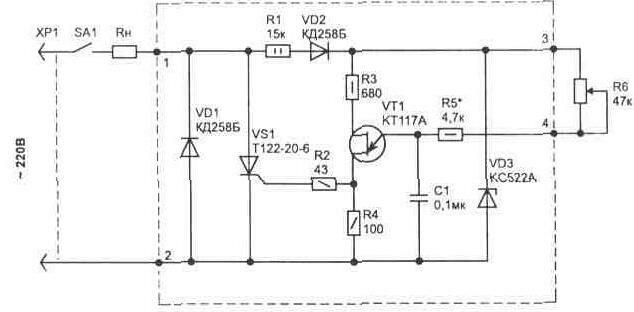 XP1 SA1 Rн
R1
15к
VD2
КД258Б
1
3
R3
680
R6
47к
VT1
КТ117А
R5*
4,7к
VD1
КД258Б
VS1
Т122-20-6
R2
43
4
VD3
КС522А
C1
0,1мк
~ 220В
R4
100
2